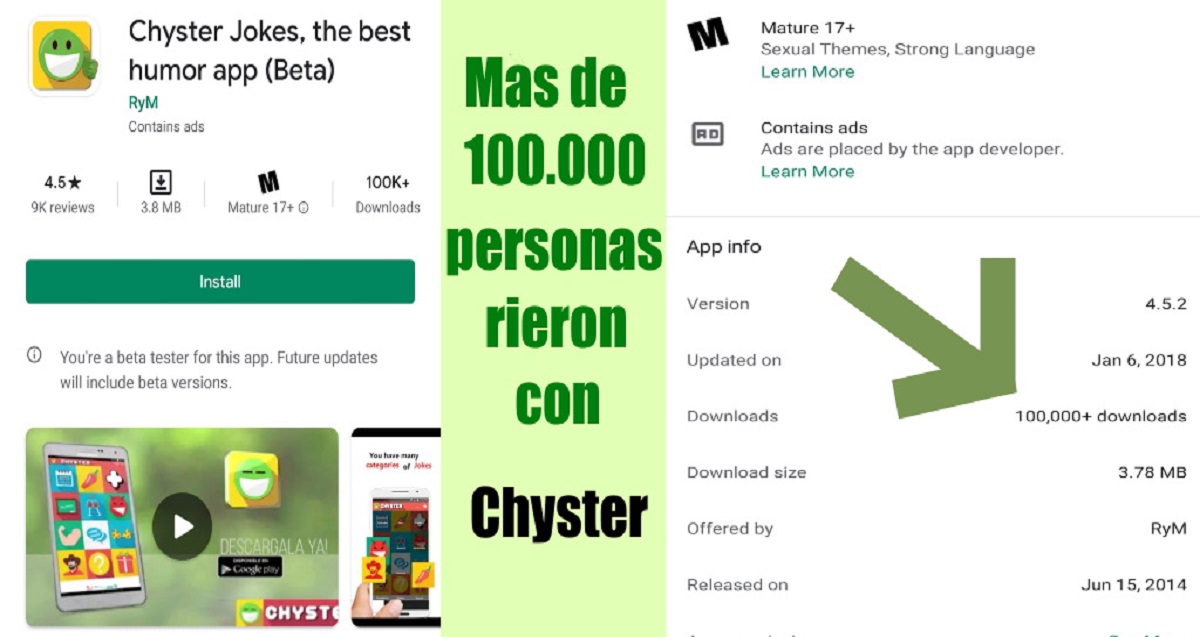 Chyster Jokes, the best
humor app (Beta)
RyM
Contains ads
4.5★
9K reviews
3.8 MB
Mature 17+
100K+
Downloads
Install
You're a beta tester for this app. Future updates
will include beta versions.
CHYSTER
DESCARGALA YA!
DISPONIBLE EN
Google play
CHYSTE
You have many
categories of Jokes
CHYSTER
Mas de
100.000
personas
rieron
con
Chyster
M
Mature 17+
Sexual Themes, Strong Language
Learn More
AD
Contains ads
Ads are placed by the app developer.
Learn More
App info
Version 4.5.2
Updated on Jan 6, 2018
Downloads 100,000+ downloads
Download size 3.78 MB
Offered by RyM
Released on Jun 15, 2014